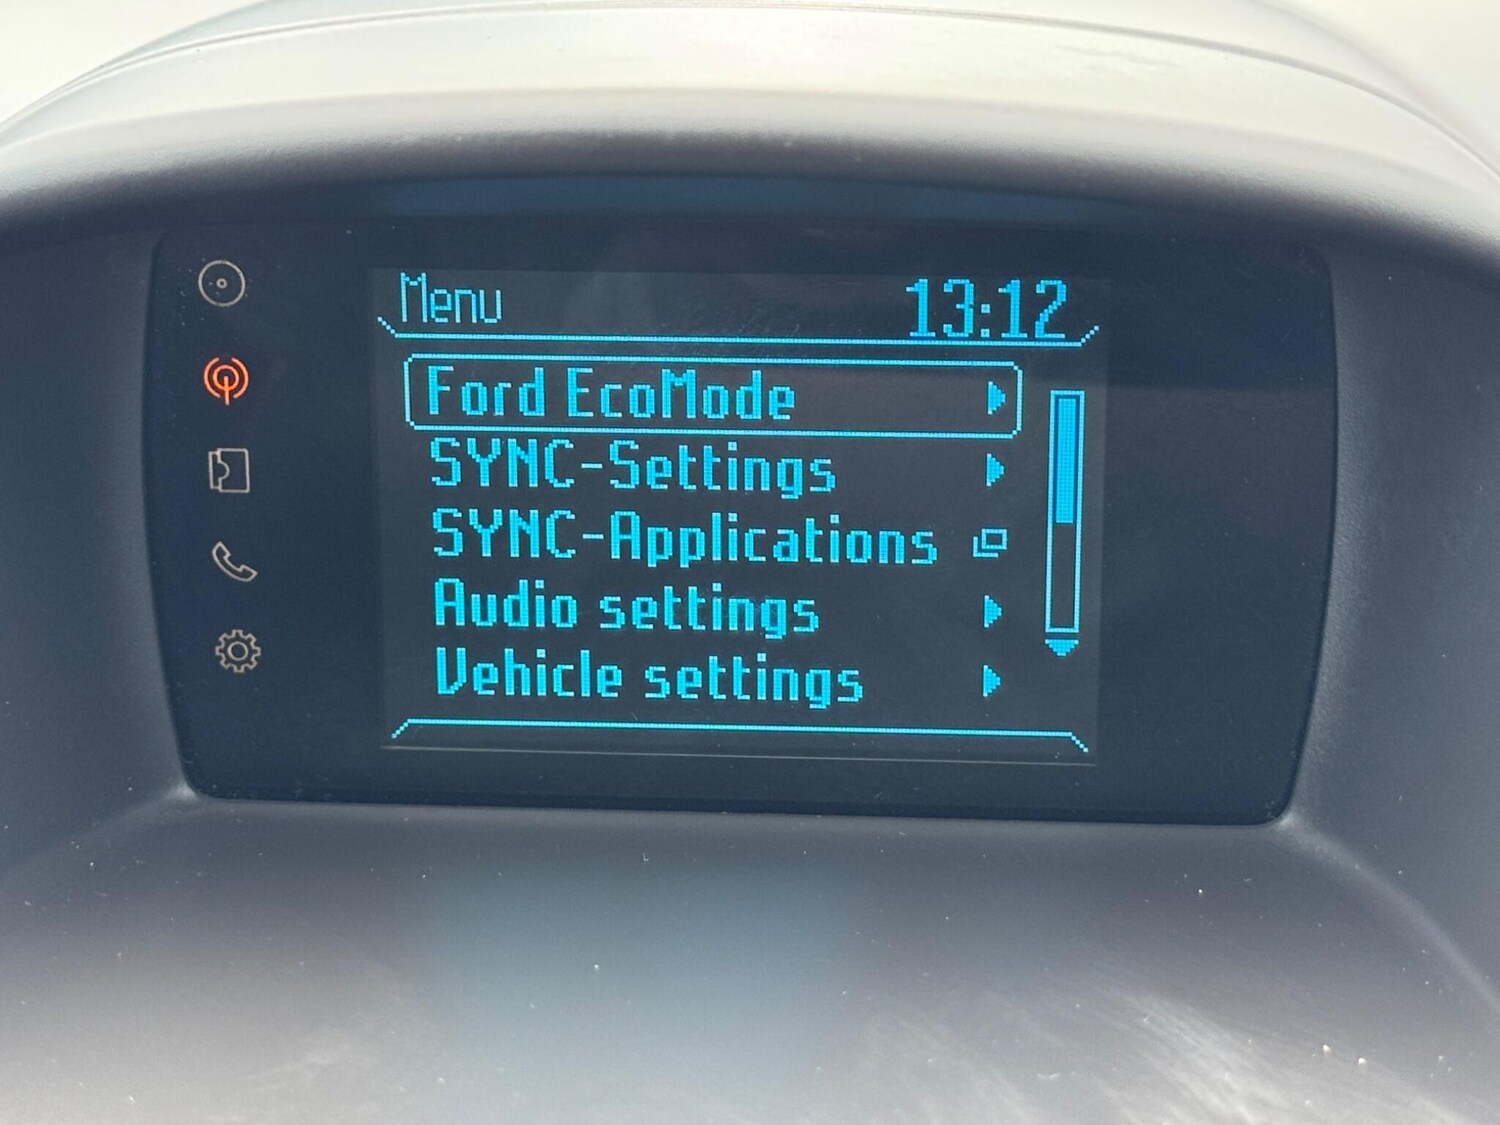 Menu 13:12
Ford EcoMode
SYNC-Settings
SYNC-Applications
Audio settings
Vehicle settings